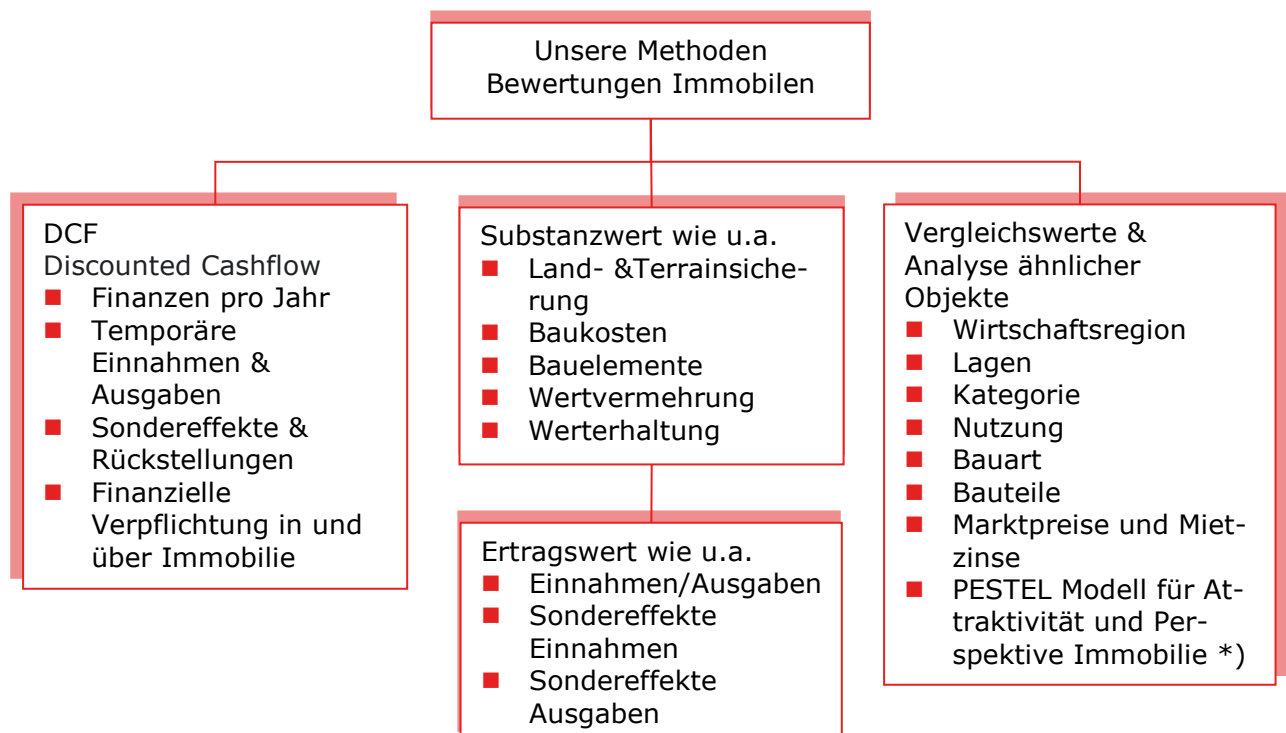 Unsere Methoden
Bewertungen Immobilen
DCF
Discounted Cashflow
■ Finanzen pro Jahr
■ Temporäre
Einnahmen &
Ausgaben
■ Sondereffekte &
Rückstellungen
■ Finanzielle
Verpflichtung in und
über Immobilie
Substanzwert wie u.a.
■ Land- &Terrainsiche-
rung
■ Baukosten
■ Bauelemente
■ Wertvermehrung
■ Werterhaltung
Ertragswert wie u.a.
■ Einnahmen/Ausgaben
■ Sondereffekte
Einnahmen
■ Sondereffekte
Ausgaben
Vergleichswerte &
Analyse ähnlicher
Objekte
■ Wirtschaftsregion
■ Lagen
■ Kategorie
■ Nutzung
■ Bauart
■ Bauteile
■ Marktpreise und Miet-
zinse
■ PESTEL Modell für At-
traktivität und Per-
spektive Immobilie *)